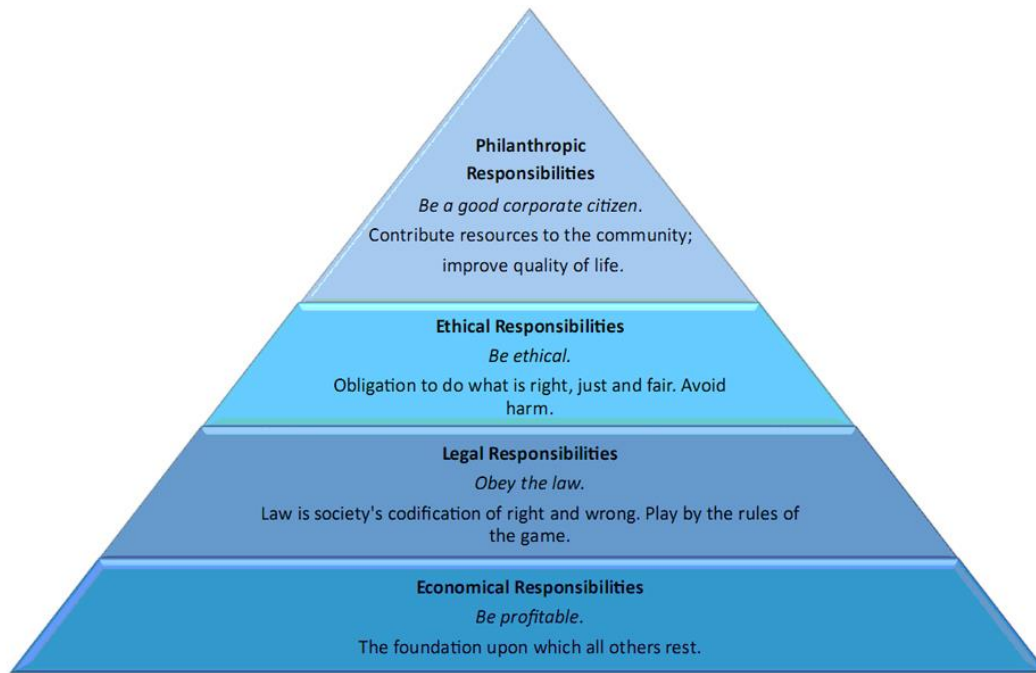 Philanthropic
Responsibilities
Be a good corporate citizen.
Contribute resources to the community;
improve quality of life.
Ethical Responsibilities
Be ethical.
Obligation to do what is right, just and fair. Avoid
harm.
Legal Responsibilities
Obey the law.
Law is society's codification of right and wrong. Play by the rules of
the game.
Economical Responsibilities
Be profitable.
The foundation upon which all others rest.